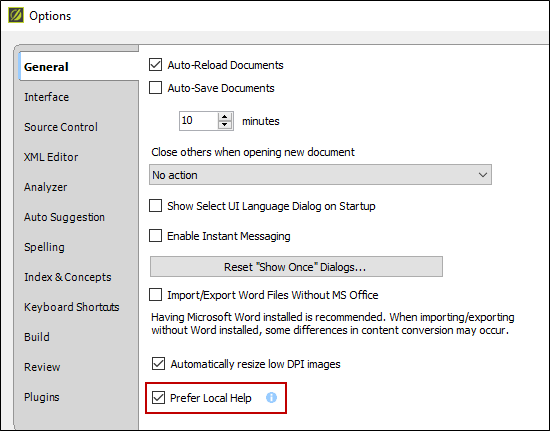 Options
General
Interface
Source Control
XML Editor
Analyzer
Auto Suggestion
Spelling
Index & Concepts
Keyboard Shortcuts
Build
Review
Plugins
Auto-Reload Documents
Auto-Save Documents
10 minutes
Close others when opening new document
No action
Show Select UI Language Dialog on Startup
Enable Instant Messaging
Reset "Show Once" Dialogs...
Import/Export Word Files Without MS Office
Having Microsoft Word installed is recommended. When importing/exporting
without Word installed, some differences in content conversion may occur.
Automatically resize low DPI images
Prefer Local Help